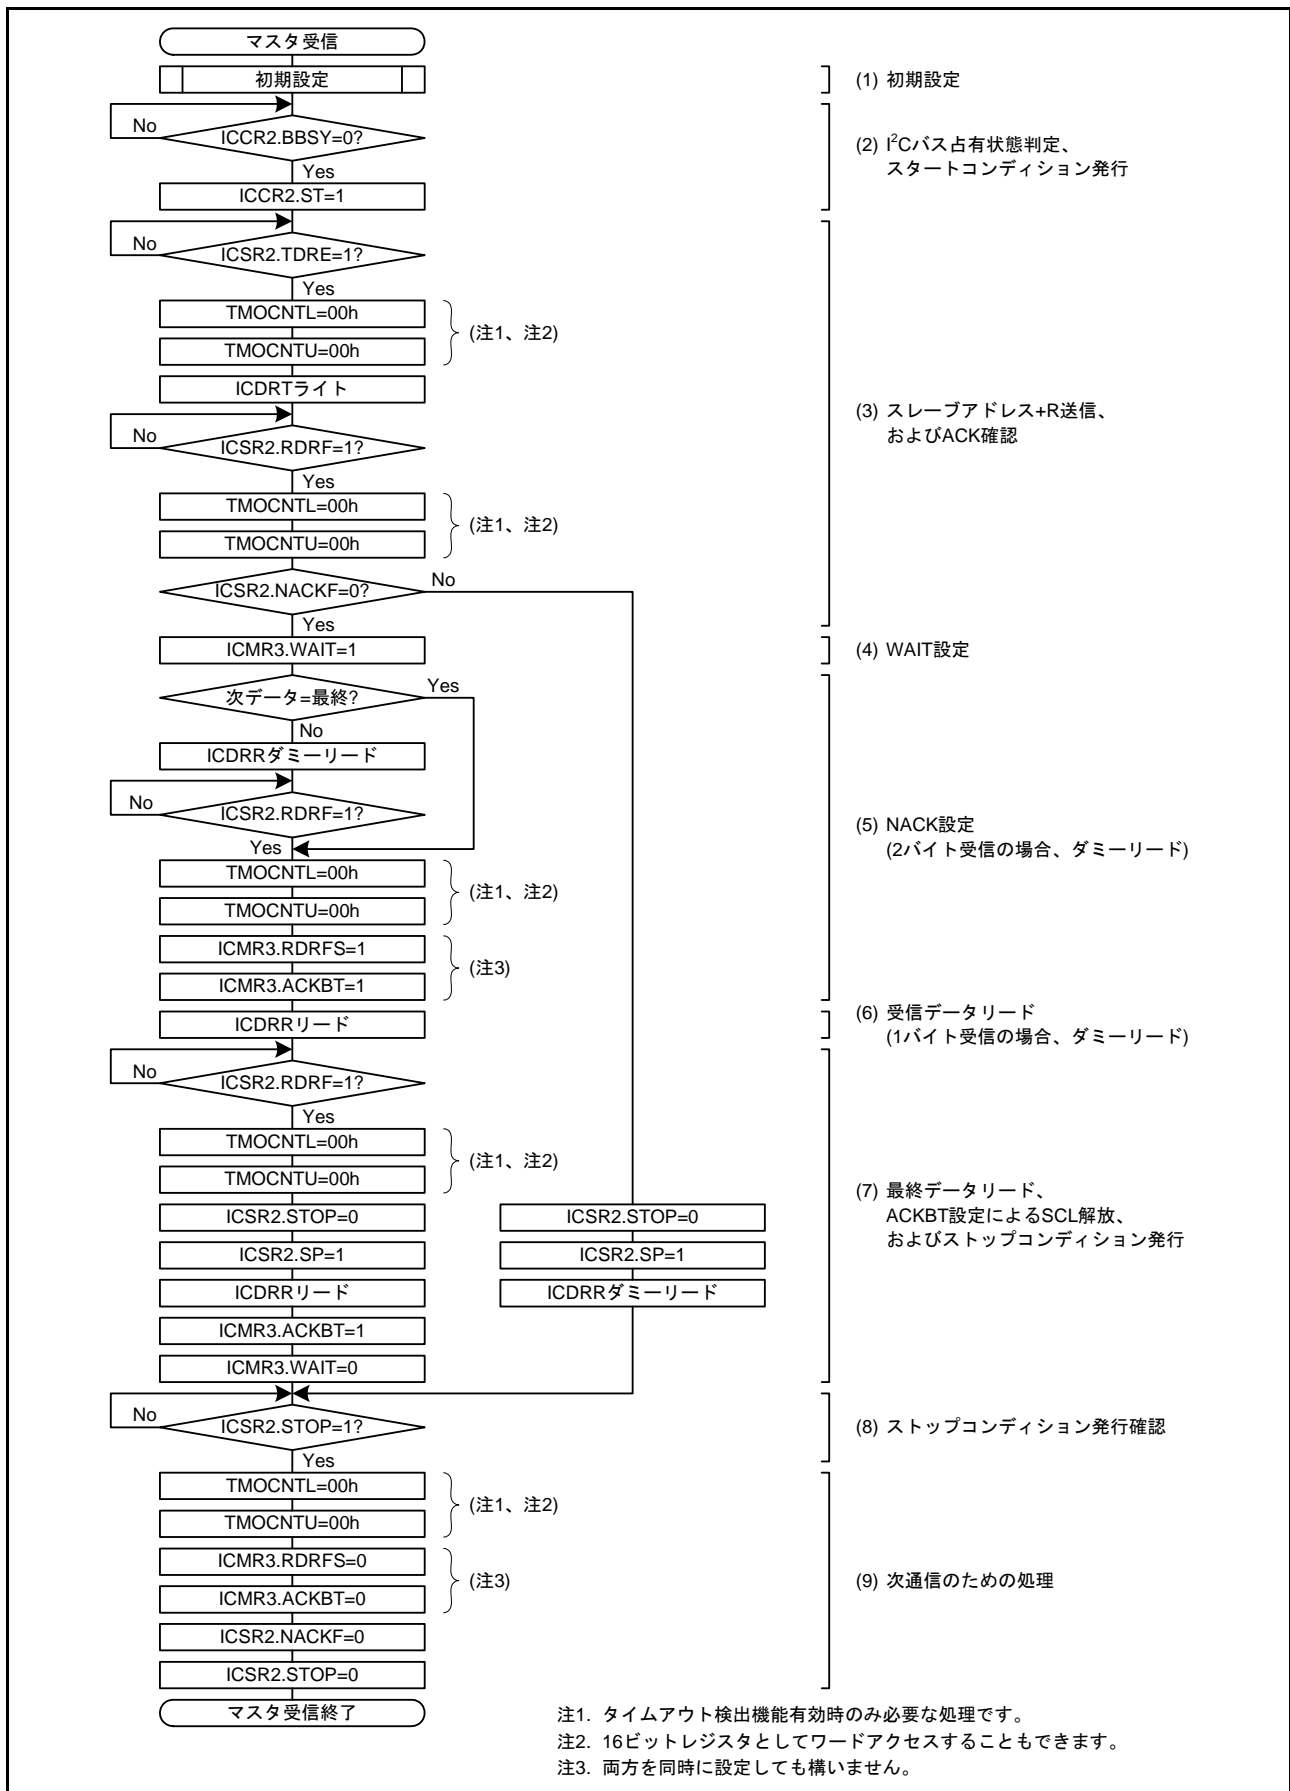 マスタ受信
初期設定
(1) 初期設定
No
ICCR2.BBSY=0?
Yes
ICCR2.ST=1
(2) I²Cバス占有状態判定、
スタートコンディション発行
No
ICSR2.TDRE=1?
Yes
TMOCNTL=00h
TMOCNTU=00h
(注1、注2)
ICDRTライト
No
ICSR2.RDRF=1?
Yes
TMOCNTL=00h
TMOCNTU=00h
(注1、注2)
ICSR2.NACKF=0?
No
Yes
(3) スレーブアドレス+R送信、
およびACK確認
ICMR3.WAIT=1
(4) WAIT設定
次データ=最終?
Yes
No
ICDRRダミーリード
No
ICSR2.RDRF=1?
Yes
TMOCNTL=00h
TMOCNTU=00h
(注1、注2)
ICMR3.RDRFS=1
ICMR3.ACKBT=1
(注3)
(5) NACK設定
(2バイト受信の場合、ダミーリード)
ICDRRリード
(6) 受信データリード
(1バイト受信の場合、ダミーリード)
No
ICSR2.RDRF=1?
Yes
TMOCNTL=00h
TMOCNTU=00h
(注1、注2)
ICSR2.STOP=0
ICSR2.SP=1
ICDRRリード
ICMR3.ACKBT=1
ICMR3.WAIT=0
ICSR2.STOP=0
ICSR2.SP=1
ICDRRダミーリード
(7) 最終データリード、
ACKBT設定によるSCL解放、
およびストップコンディション発行
No
ICSR2.STOP=1?
Yes
(8) ストップコンディション発行確認
TMOCNTL=00h
TMOCNTU=00h
(注1、注2)
ICMR3.RDRFS=0
ICMR3.ACKBT=0
(注3)
ICSR2.NACKF=0
ICSR2.STOP=0
(9) 次通信のための処理
マスタ受信終了
注1. タイムアウト検出機能有効時のみ必要な処理です。
注2. 16ビットレジスタとしてワードアクセスすることもできます。
注3. 両方を同時に設定しても構いません。